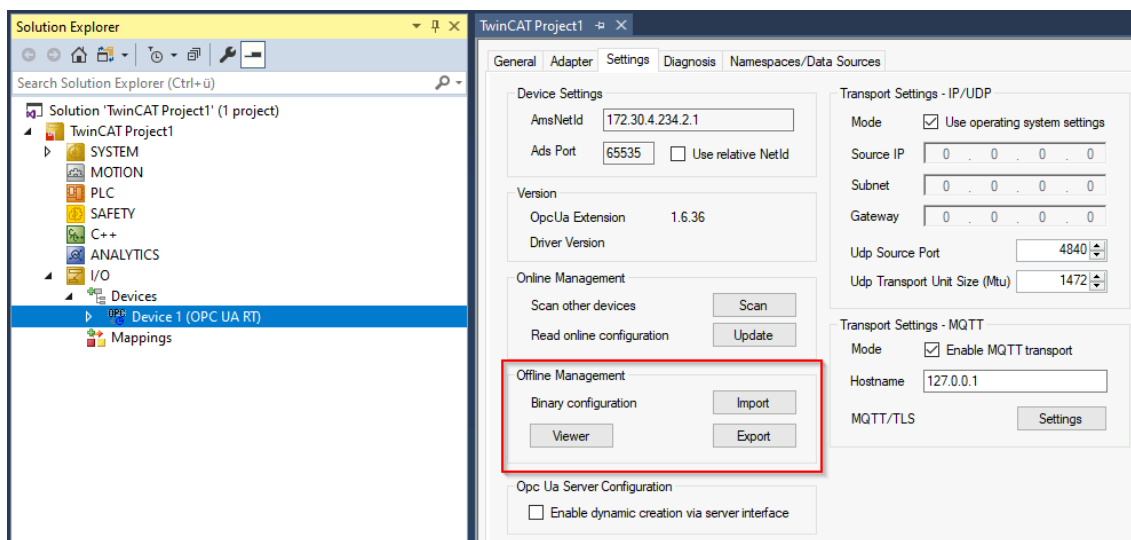 Solution Explorer
Search Solution Explorer (Ctrl+ü)
Solution 'TwinCAT Project1' (1 project)
TwinCAT Project1
SYSTEM
MOTION
PLC
SAFETY
C++
ANALYTICS
I/O
Devices
Device 1 (OPC UA RT)
Mappings
TwinCAT Project1
General Adapter Settings Diagnosis Namespaces/Data Sources
Device Settings
AmsNetId 172.30.4.234.2.1
Ads Port 65535 Use relative NetId
Version
OpcUa Extension 1.6.36
Driver Version
Online Management
Scan other devices Scan
Read online configuration Update
Offline Management
Binary configuration Import
Viewer Export
Opc Ua Server Configuration
Enable dynamic creation via server interface
Transport Settings - IP/UDP
Mode Use operating system settings
Source IP 0 . 0 . 0 . 0
Subnet 0 . 0 . 0 . 0
Gateway 0 . 0 . 0 . 0
Udp Source Port 4840
Udp Transport Unit Size (Mtu) 1472
Transport Settings - MQTT
Mode Enable MQTT transport
Hostname 127.0.0.1
MQTT/TLS Settings